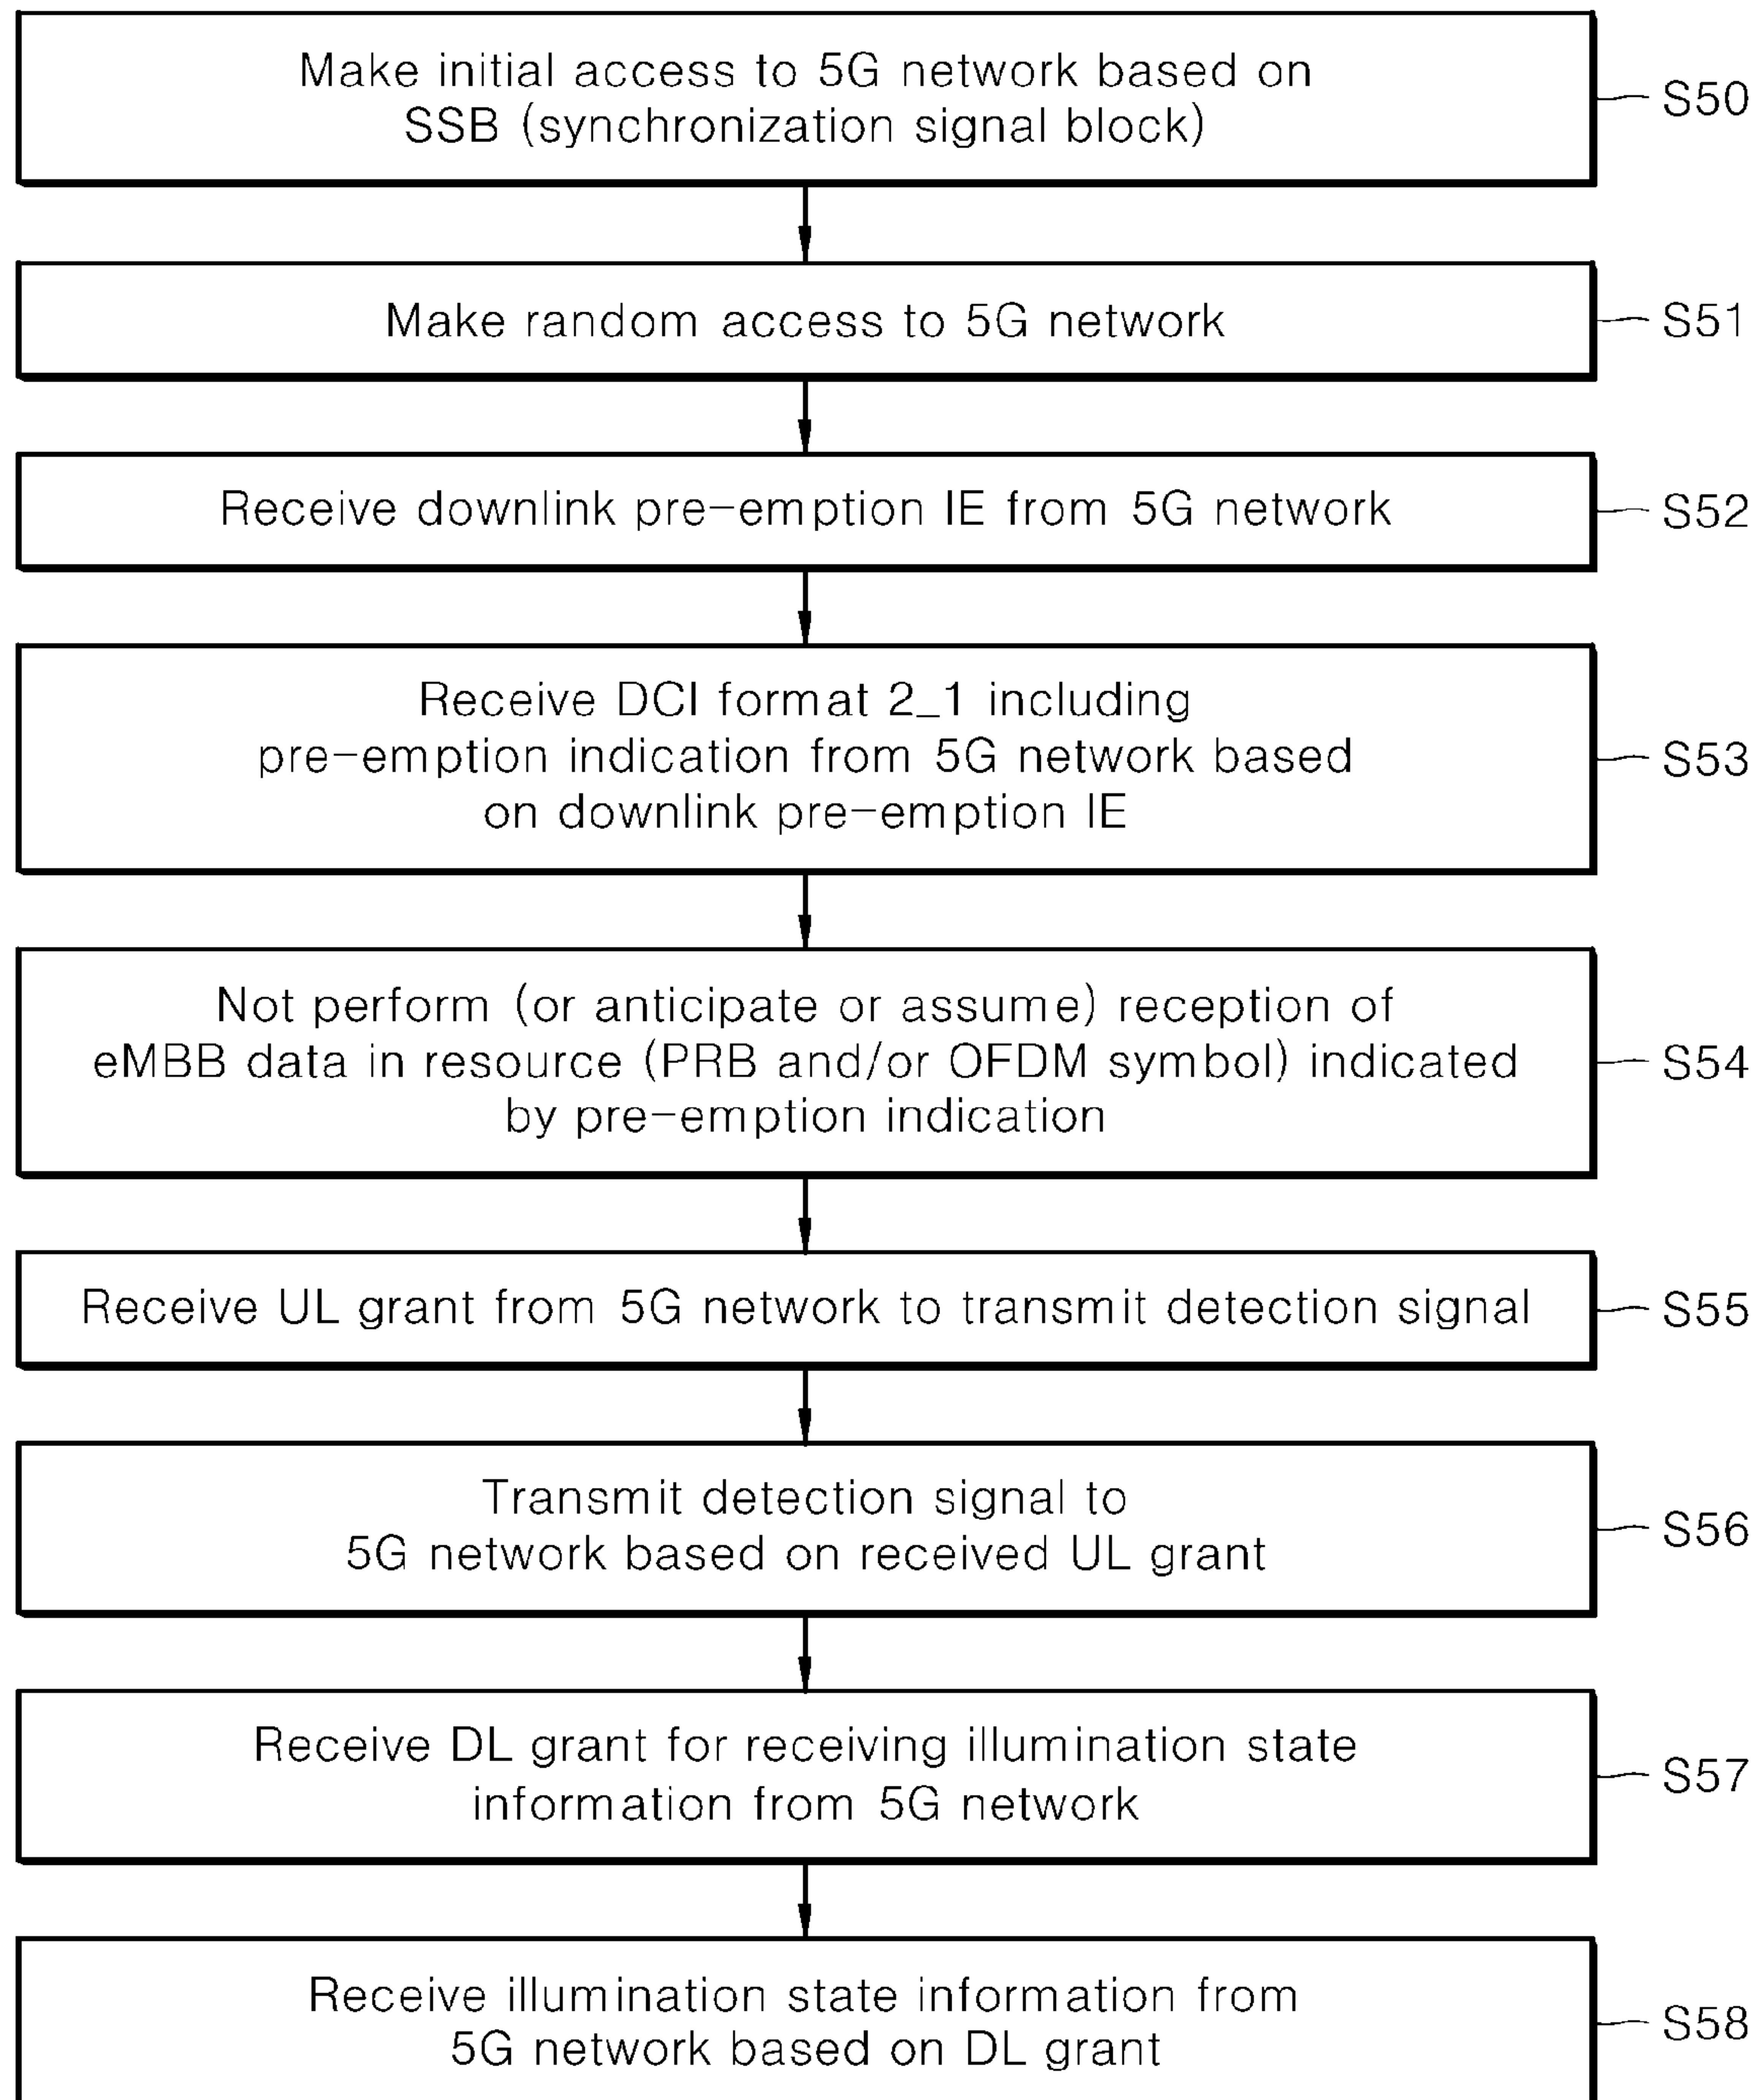 Make initial access to 5G network based on
SSB (synchronization signal block)
S50
Make random access to 5G network
S51
Receive downlink pre-emption IE from 5G network
S52
Receive DCI format 2_1 including
pre-emption indication from 5G network based
on downlink pre-emption IE
S53
Not perform (or anticipate or assume) reception of
eMBB data in resource (PRB and/or OFDM symbol) indicated
by pre-emption indication
S54
Receive UL grant from 5G network to transmit detection signal
S55
Transmit detection signal to
5G network based on received UL grant
S56
Receive DL grant for receiving illumination state
information from 5G network
S57
Receive illumination state information from
5G network based on DL grant
S58